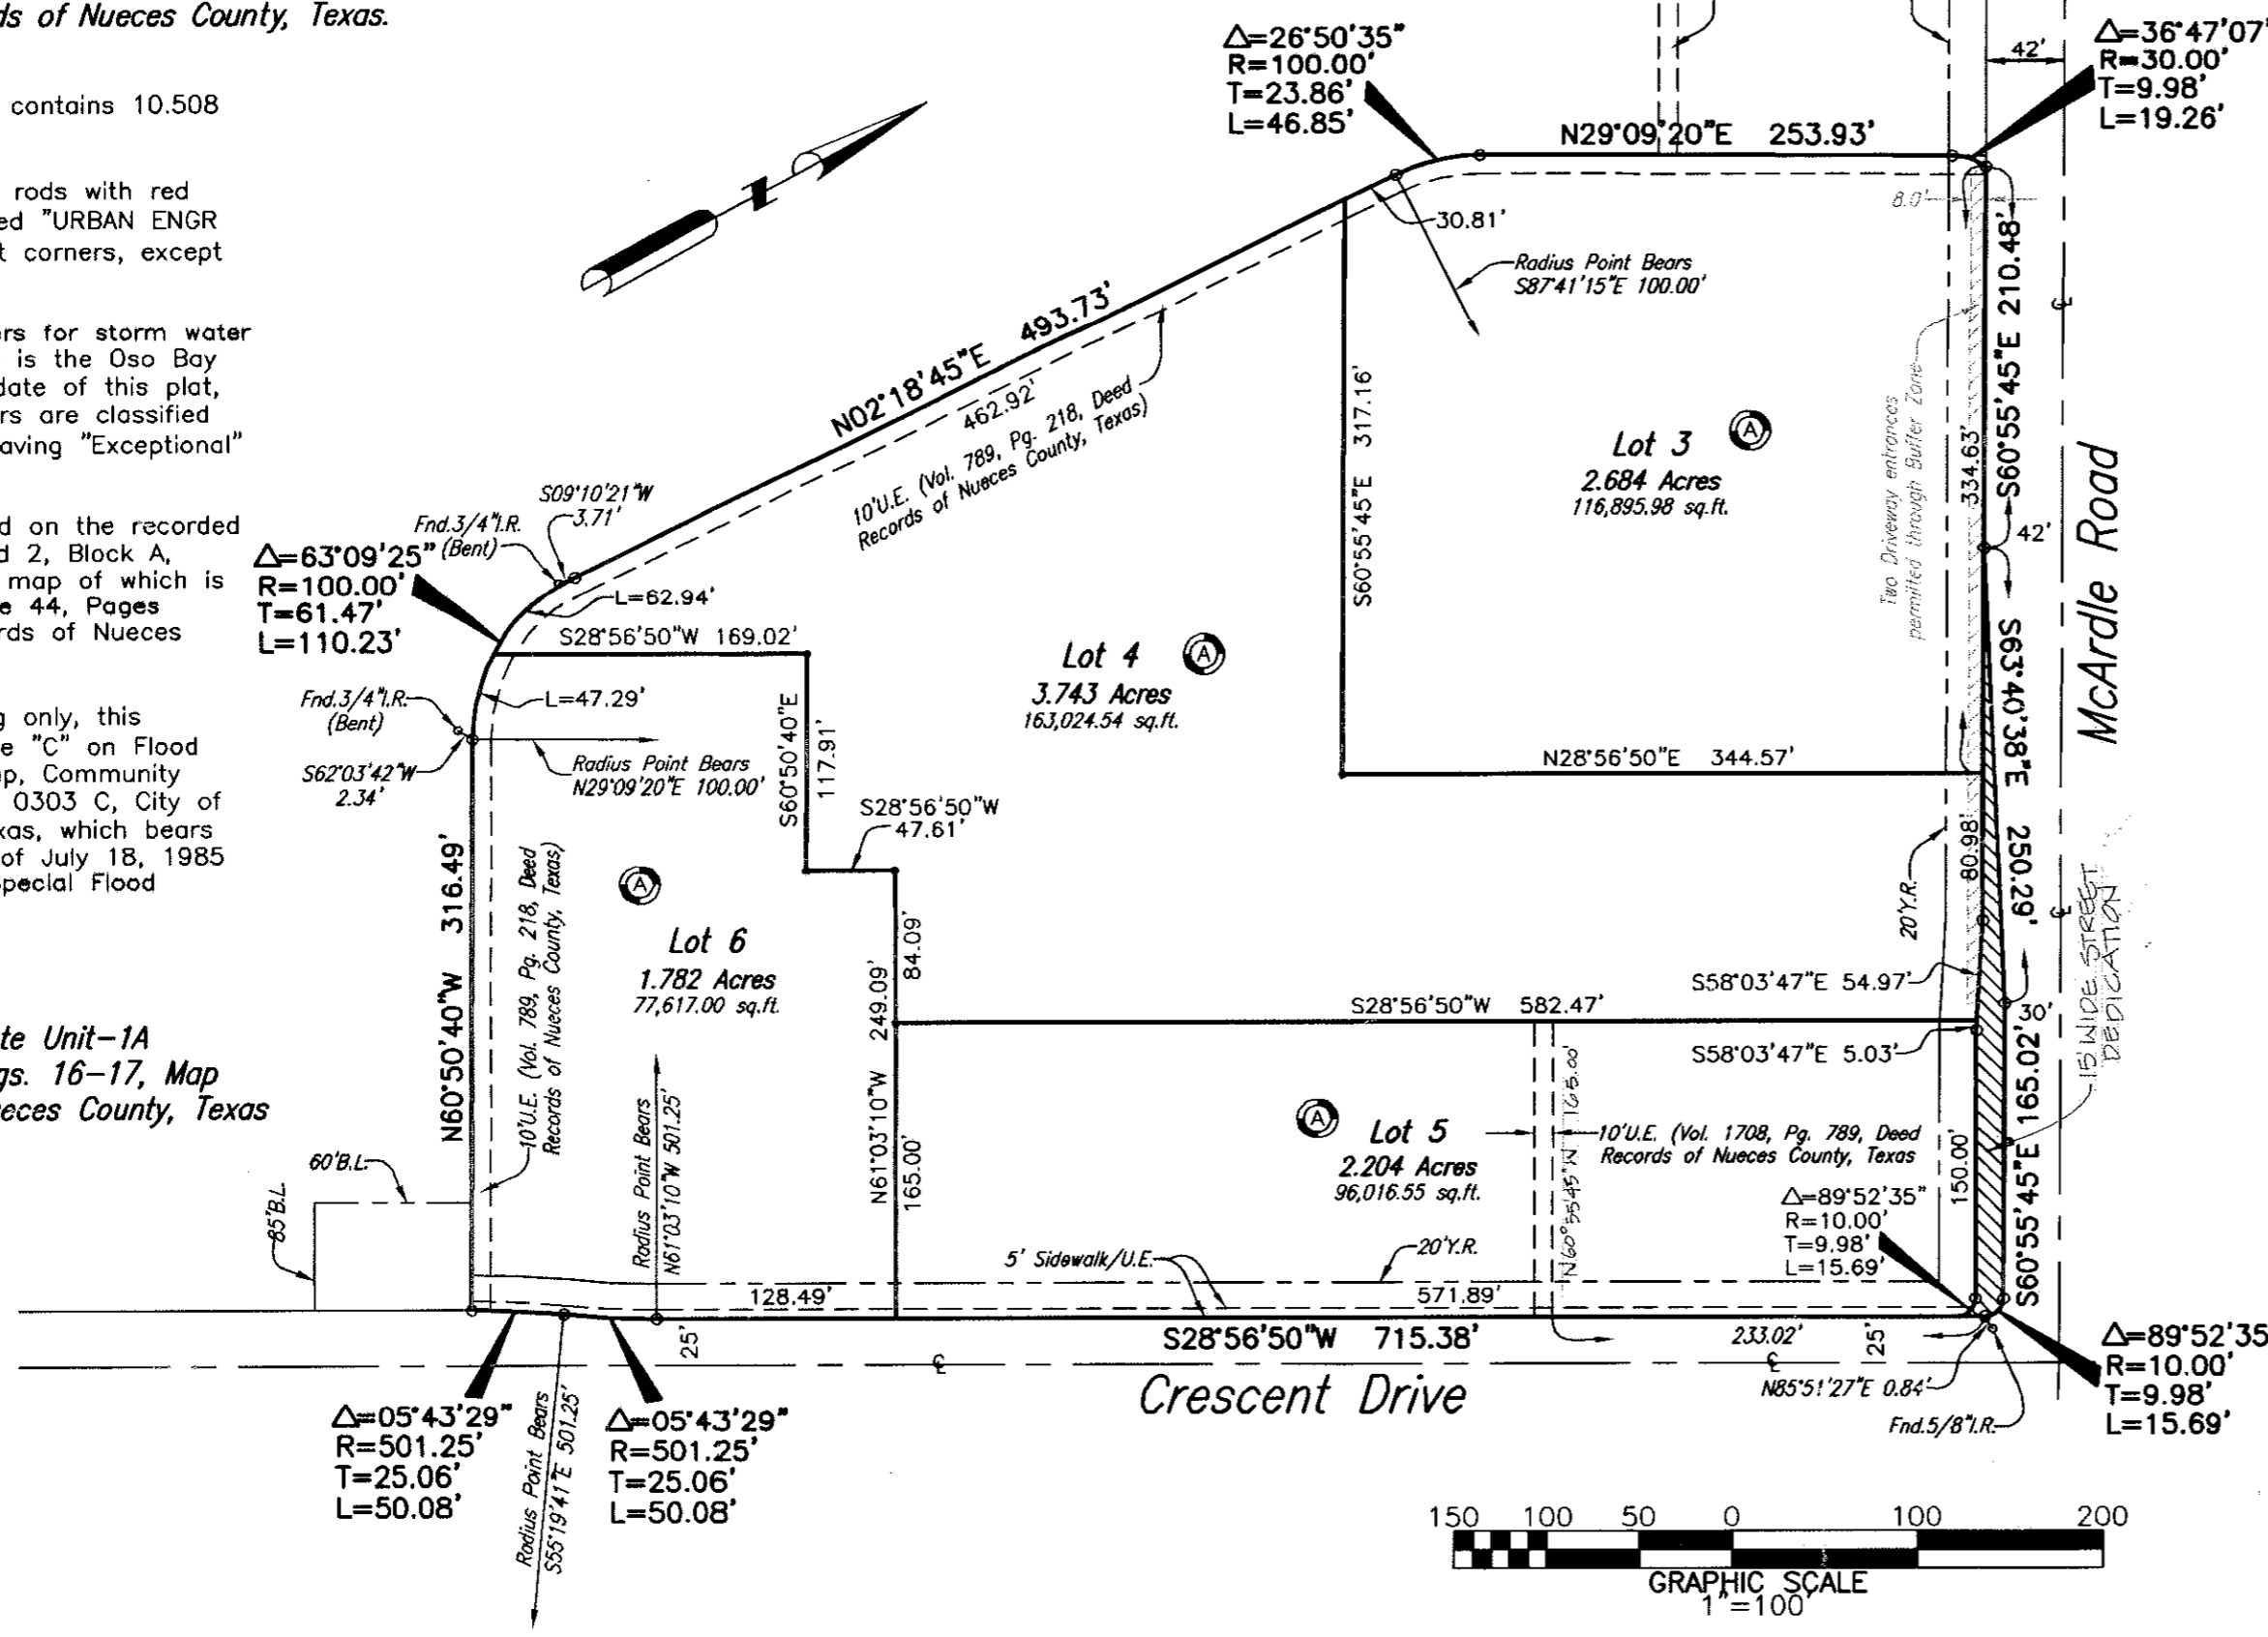 ds of Nueces County, Texas.
contains 10.508
rods with red
ed "URBAN ENGR
t corners, except
ers for storm water
is the Oso Bay
date of this plat,
rs are classified
aving "Exceptional"
d on the recorded
d 2, Block A,
map of which is
e 44, Pages
rds of Nueces
g only, this
e "C" on Flood
ap, Community
0303 C, City of
xas, which bears
of July 18, 1985
Special Flood
te Unit-1A
gs. 16-17, Map
eces County, Texas
Δ=26°50'35"
R=100.00'
T=23.86'
L=46.85'
Δ=36°47'07"
R=30.00'
T=9.98'
L=19.26'
42'
N29°09'20"E 253.93'
8.0'
30.81'
Radius Point Bears
S87°41'15"E 100.00'
S60°55'45"E 210.48'
N02°18'45"E 493.73'
462.92'
10'U.E. (Vol. 789, Pg. 218, Deed
Records of Nueces County, Texas)
S60°55'45"E 317.16'
Lot 3
A
2.684 Acres
116,895.98 sq.ft.
Two Driveway entrances
permitted through Buffer Zone
334.63'
42'
McArdle Road
S09°10'21"W
3.71'
Fnd.3/4"I.R.
(Bent)
Δ=63°09'25"
R=100.00'
T=61.47'
L=110.23'
L=62.94'
S28°56'50"W 169.02'
Lot 4
A
3.743 Acres
163,024.54 sq.ft.
S63°40'38"E 250.29'
Fnd.3/4"I.R.
(Bent)
L=47.29'
S62°03'42"W
2.34'
Radius Point Bears
N29°09'20"E 100.00'
S60°50'40"E
117.91'
S28°56'50"W
47.61'
N28°56'50"E 344.57'
80.98'
20'Y.R.
N60°50'40"W 316.49'
10'U.E. (Vol. 789, Pg. 218, Deed
Records of Nueces County, Texas)
A
Lot 6
1.782 Acres
77,617.00 sq.ft.
84.09'
249.09'
N61°03'10"W
165.00'
S58°03'47"E 54.97'
S28°56'50"W 582.47'
S58°03'47"E 5.03'
30'
15' WIDE STREET
DEDICATION
S60°55'45"E 165.02'
Radius Point Bears
N61°03'10"W 501.25'
A
Lot 5
2.204 Acres
96,016.55 sq.ft.
N60°55'45"W 165.00'
10'U.E. (Vol. 1708, Pg. 789, Deed
Records of Nueces County, Texas
150.00'
Δ=89°52'35"
R=10.00'
T=9.98'
L=15.69'
60'B.L.
85'B.L.
5' Sidewalk/U.E.
20'Y.R.
128.49'
571.89'
25'
S28°56'50"W 715.38'
233.02'
25'
Crescent Drive
N85°51'27"E 0.84'
Fnd.5/8"I.R.
Δ=89°52'35
R=10.00'
T=9.98'
L=15.69'
Δ=05°43'29"
R=501.25'
T=25.06'
L=50.08'
Radius Point Bears
S55°19'41"E 501.25'
Δ=05°43'29"
R=501.25'
T=25.06'
L=50.08'
150 100 50 0 100 200
GRAPHIC SCALE
1"=100'